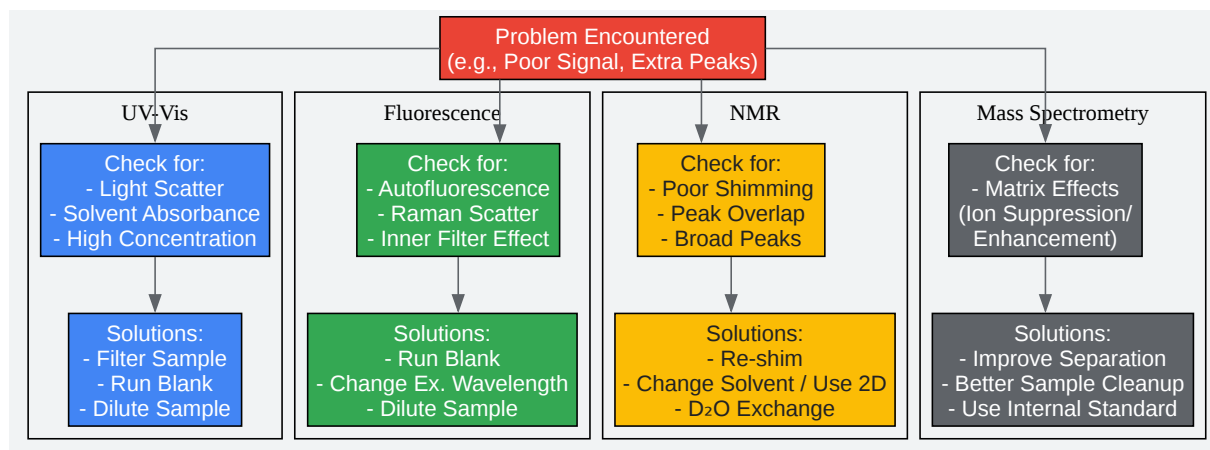 Problem Encountered
(e.g., Poor Signal, Extra Peaks)
UV-Vis
Check for:
- Light Scatter
- Solvent Absorbance
- High Concentration
Solutions:
- Filter Sample
- Run Blank
- Dilute Sample
Fluorescence
Check for:
- Autofluorescence
- Raman Scatter
- Inner Filter Effect
Solutions:
- Run Blank
- Change Ex. Wavelength
- Dilute Sample
NMR
Check for:
- Poor Shimming
- Peak Overlap
- Broad Peaks
Solutions:
- Re-shim
- Change Solvent / Use 2D
- D₂O Exchange
Mass Spectrometry
Check for:
- Matrix Effects
(Ion Suppression/
Enhancement)
Solutions:
- Improve Separation
- Better Sample Cleanup
- Use Internal Standard